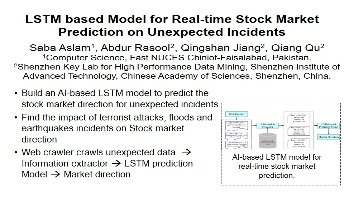 LSTM based Model for Real-time Stock Market
Prediction on Unexpected Incidents
Saba Aslam¹, Abdur Rasool², Qingshan Jiang², Qiang Qu²
¹Computer Science, East NUCES Chiniot-Faisalabad, Pakistan.
²Shenzhen Key Lab for High Performance Data Mining, Shenzhen Institute of
Advanced Technology, Chinese Academy of Sciences, Shenzhen, China.
• Build an AI-based LSTM model to predict the
stock market direction for unexpected incidents
• Find the impact of terrorist attacks, floods and
earthquakes incidents on Stock market
direction
• Web crawler crawls unexpected data →
Information extractor → LSTM prediction
Model → Market direction
AI-based LSTM model for
real-time stock market
prediction.